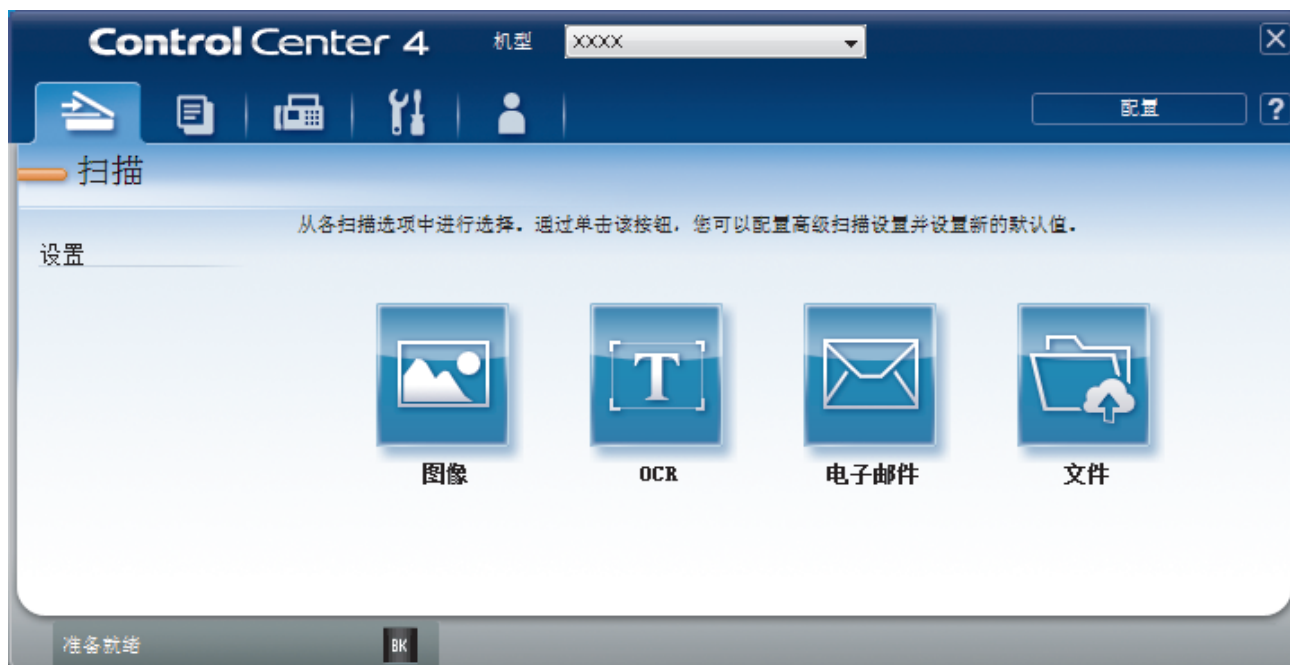 Control Center 4 机型 XXXX
配置 ?
扫描
从各扫描选项中进行选择。通过单击该按钮，您可以配置高级扫描设置并设置新的默认值。
设置
T
图像 OCR 电子邮件 文件
准备就绪 BK